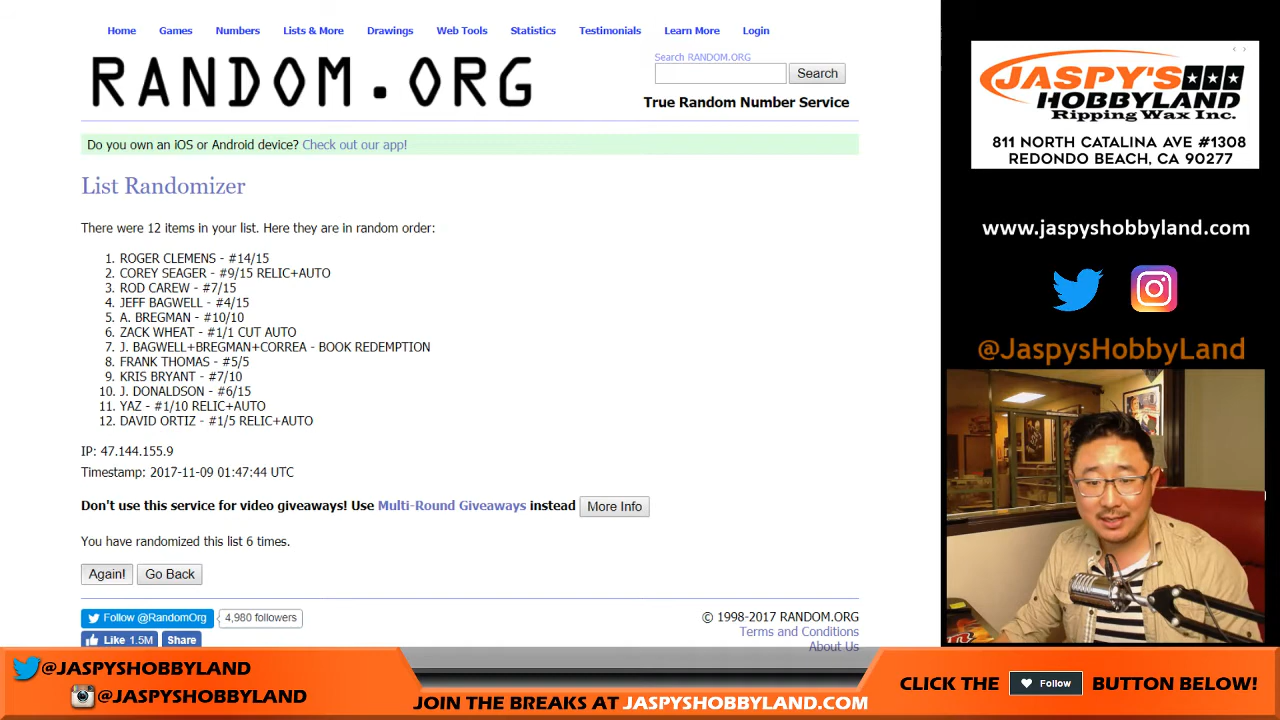 Home Games Numbers Lists & More Drawings Web Tools Statistics Testimonials Learn More Login
RANDOM.ORG
Search RANDOM.ORG
Search
True Random Number Service
Do you own an iOS or Android device? Check out our app!
List Randomizer
There were 12 items in your list. Here they are in random order:
1. ROGER CLEMENS - #14/15
2. COREY SEAGER - #9/15 RELIC+AUTO
3. ROD CAREW - #7/15
4. JEFF BAGWELL - #4/15
5. A. BREGMAN - #10/10
6. ZACK WHEAT - #1/1 CUT AUTO
7. J. BAGWELL+BREGMAN+CORREA - BOOK REDEMPTION
8. FRANK THOMAS - #5/5
9. KRIS BRYANT - #7/10
10. J. DONALDSON - #6/15
11. YAZ - #1/10 RELIC+AUTO
12. DAVID ORTIZ - #1/5 RELIC+AUTO
IP: 47.144.155.9
Timestamp: 2017-11-09 01:47:44 UTC
Don't use this service for video giveaways! Use Multi-Round Giveaways instead More Info
You have randomized this list 6 times.
Again! Go Back
Follow @RandomOrg 4,980 followers
Like 1.5M Share
© 1998-2017 RANDOM.ORG
Terms and Conditions
About Us
JASPY'S
HOBBYLAND
Ripping Wax Inc.
811 NORTH CATALINA AVE #1308
REDONDO BEACH, CA 90277
www.jaspyshobbyland.com
@JaspysHobbyLand
@JASPYSHOBBYLAND
@JASPYSHOBBYLAND
JOIN THE BREAKS AT JASPYSHOBBYLAND.COM
CLICK THE Follow BUTTON BELOW!